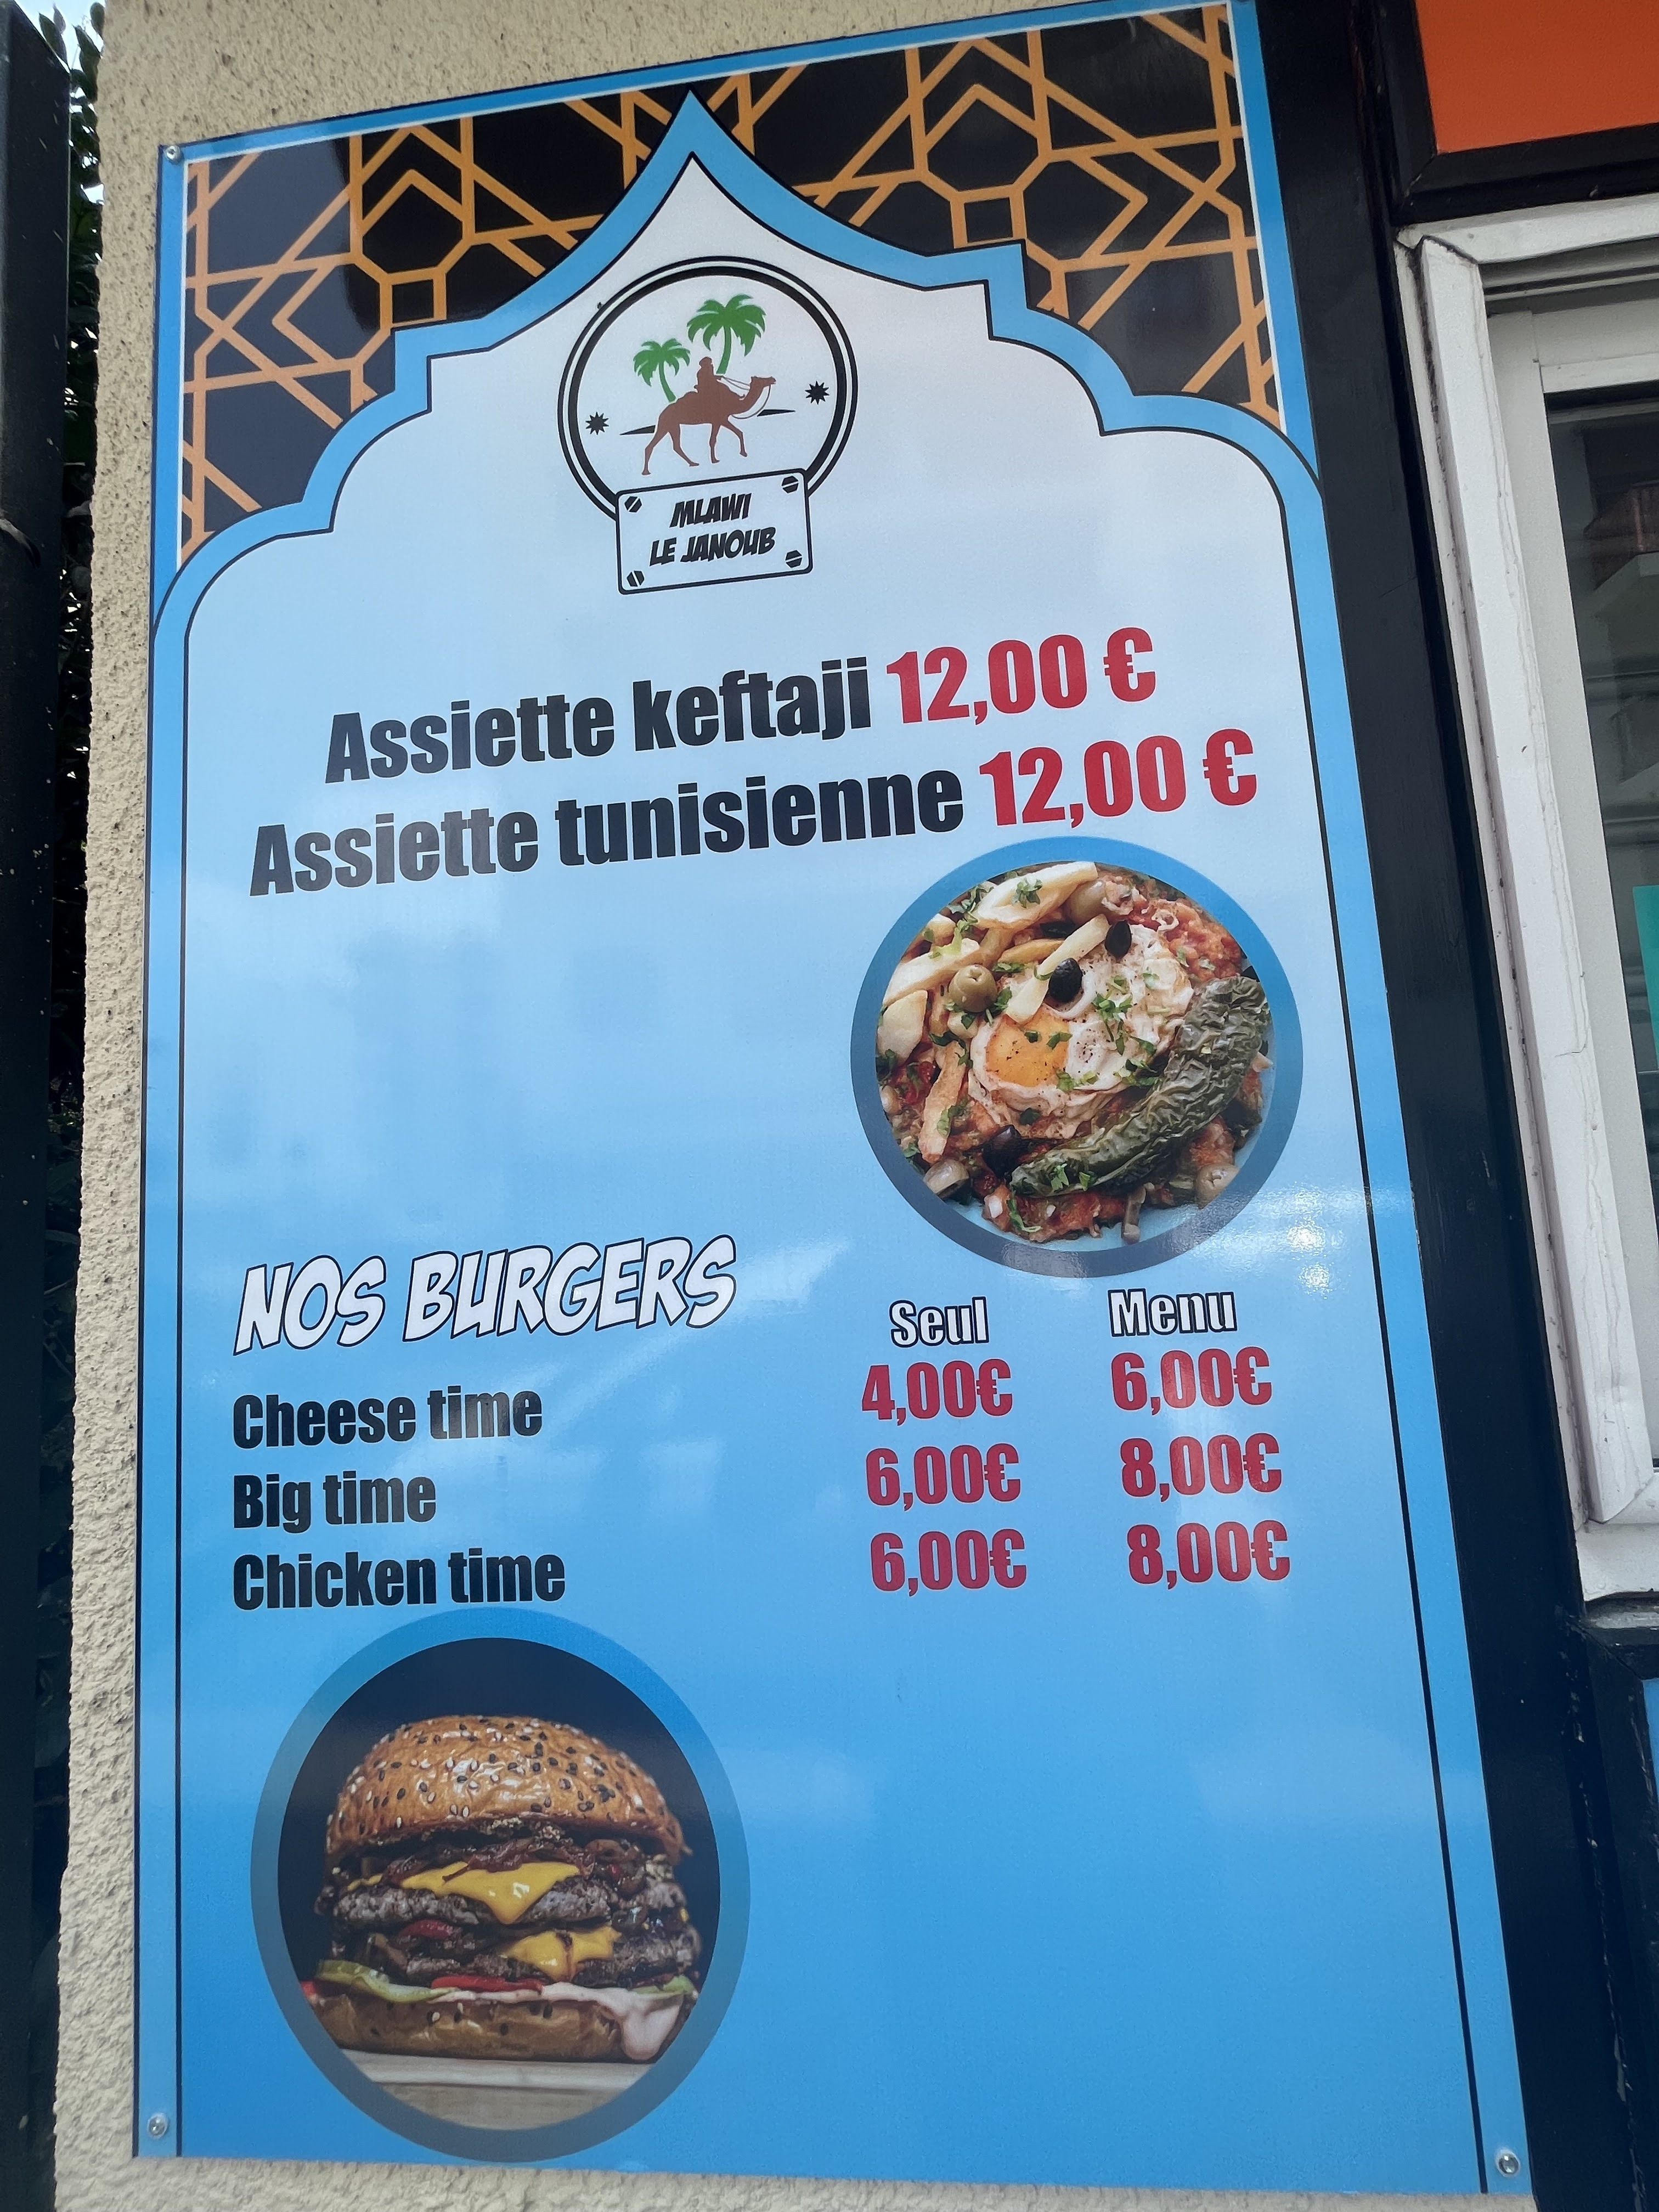 MLAWI
LE JANOUB
Assiette keftaji 12,00 €
Assiette tunisienne 12,00 €
NOS BURGERS Seul Menu
Cheese time 4,00€ 6,00€
Big time 6,00€ 8,00€
Chicken time 6,00€ 8,00€